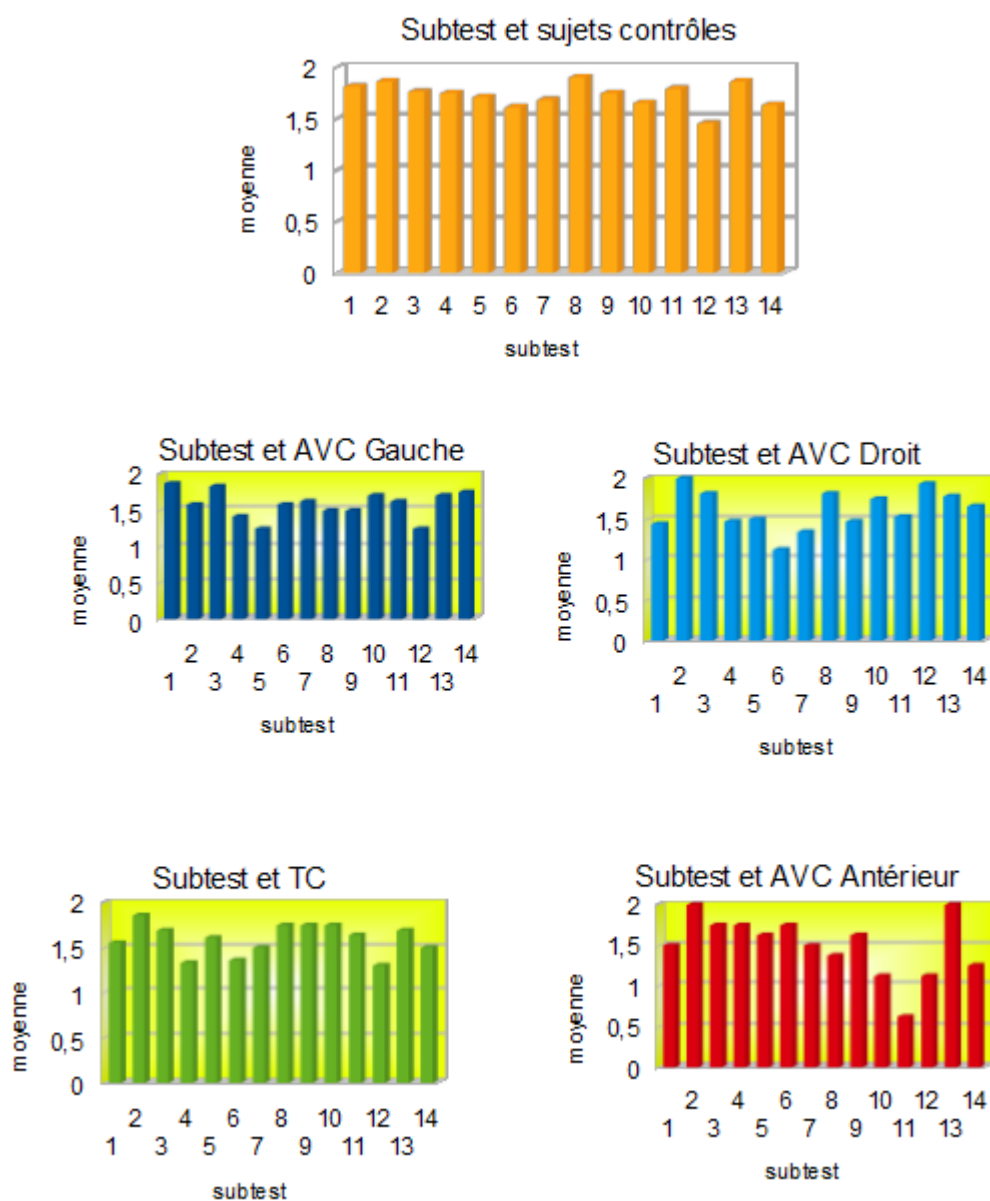 Subtest et sujets contrôles
2
1,5
1
0,5
0
moyenne
1 2 3 4 5 6 7 8 9 10 11 12 13 14
subtest
Subtest et AVC Gauche
2
1,5
1
0,5
0
moyenne
2 4 6 8 10 12 14
1 3 5 7 9 11 13
subtest
Subtest et AVC Droit
2
1,5
1
0,5
0
moyenne
2 4 6 8 10 12 14
1 3 5 7 9 11 13
subtest
Subtest et TC
2
1,5
1
0,5
0
moyenne
2 4 6 8 10 12 14
1 3 5 7 9 11 13
subtest
Subtest et AVC Antérieur
2
1,5
1
0,5
0
moyenne
2 4 6 8 10 12 14
1 3 5 7 9 11 13
subtest